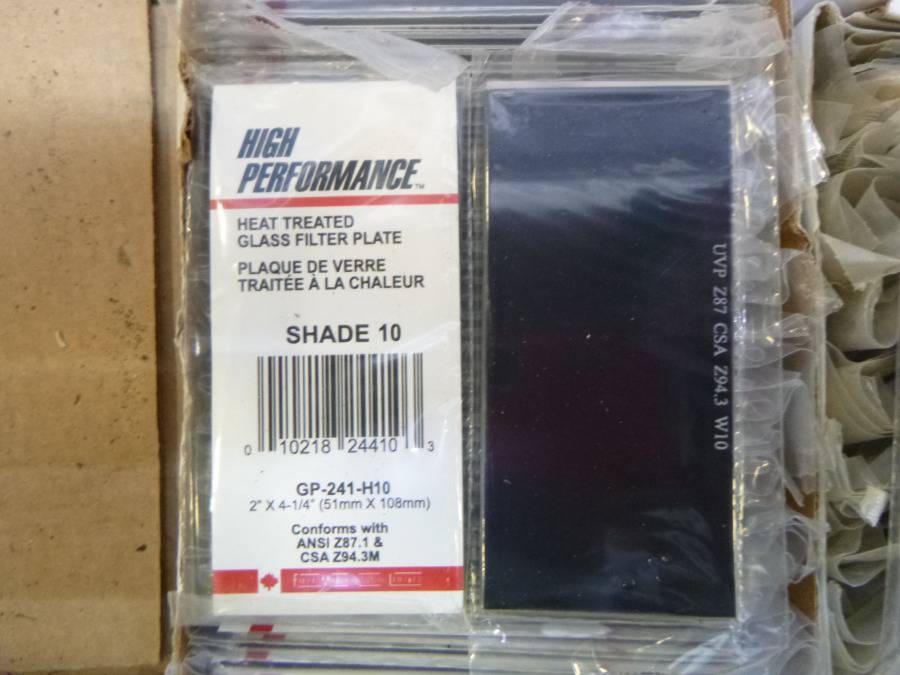 HIGH
PERFORMANCE™
HEAT TREATED
GLASS FILTER PLATE
PLAQUE DE VERRE
TRAITÉE À LA CHALEUR
SHADE 10
0 10218 24410 3
GP-241-H10
2" X 4-1/4" (51mm X 108mm)
Conforms with
ANSI Z87.1 &
CSA Z94.3M
UVP Z87 CSA Z94.3 W10